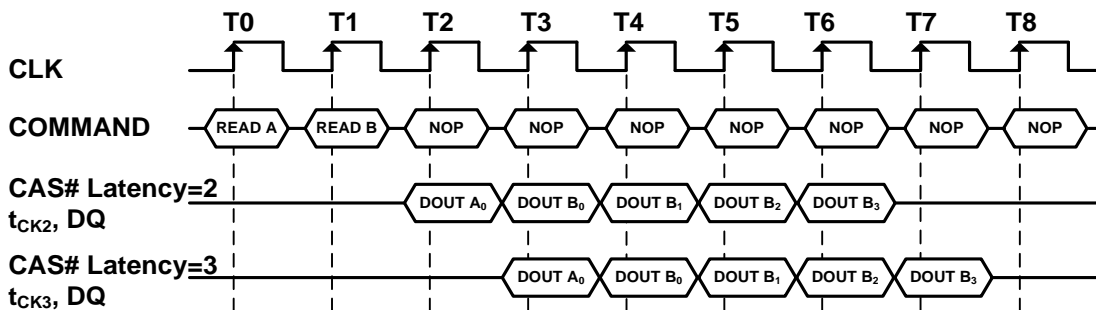 T0 T1 T2 T3 T4 T5 T6 T7 T8
CLK
COMMAND READ A READ B NOP NOP NOP NOP NOP NOP NOP
CAS# Latency=2
tCK2, DQ DOUT A0 DOUT B0 DOUT B1 DOUT B2 DOUT B3
CAS# Latency=3
tCK3, DQ DOUT A0 DOUT B0 DOUT B1 DOUT B2 DOUT B3